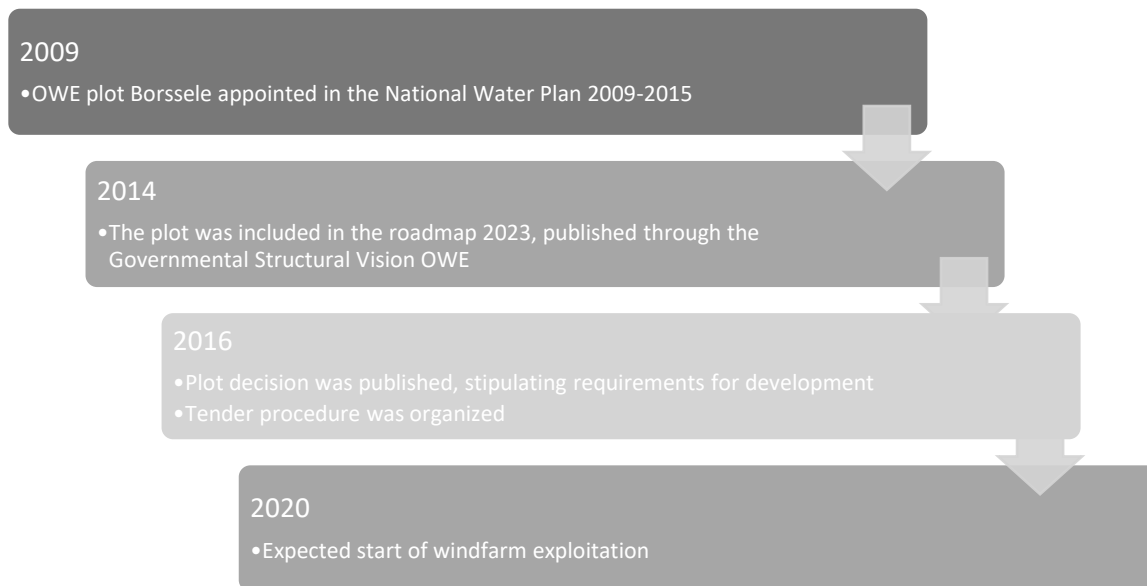 2009
•OWE plot Borssele appointed in the National Water Plan 2009-2015
2014
•The plot was included in the roadmap 2023, published through the
Governmental Structural Vision OWE
2016
•Plot decision was published, stipulating requirements for development
•Tender procedure was organized
2020
•Expected start of windfarm exploitation